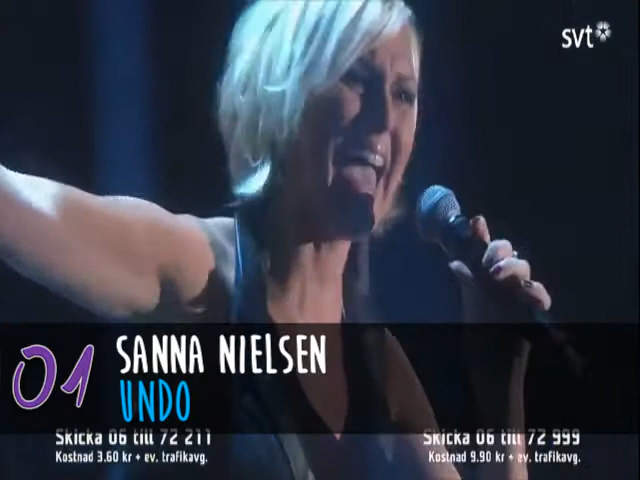 svt
01
SANNA NIELSEN
UNDO
Skicka 06 till 72 211
Kostnad 3.60 kr + ev. trafikavg.
Skicka 06 till 72 999
Kostnad 9.90 kr + ev. trafikavg.